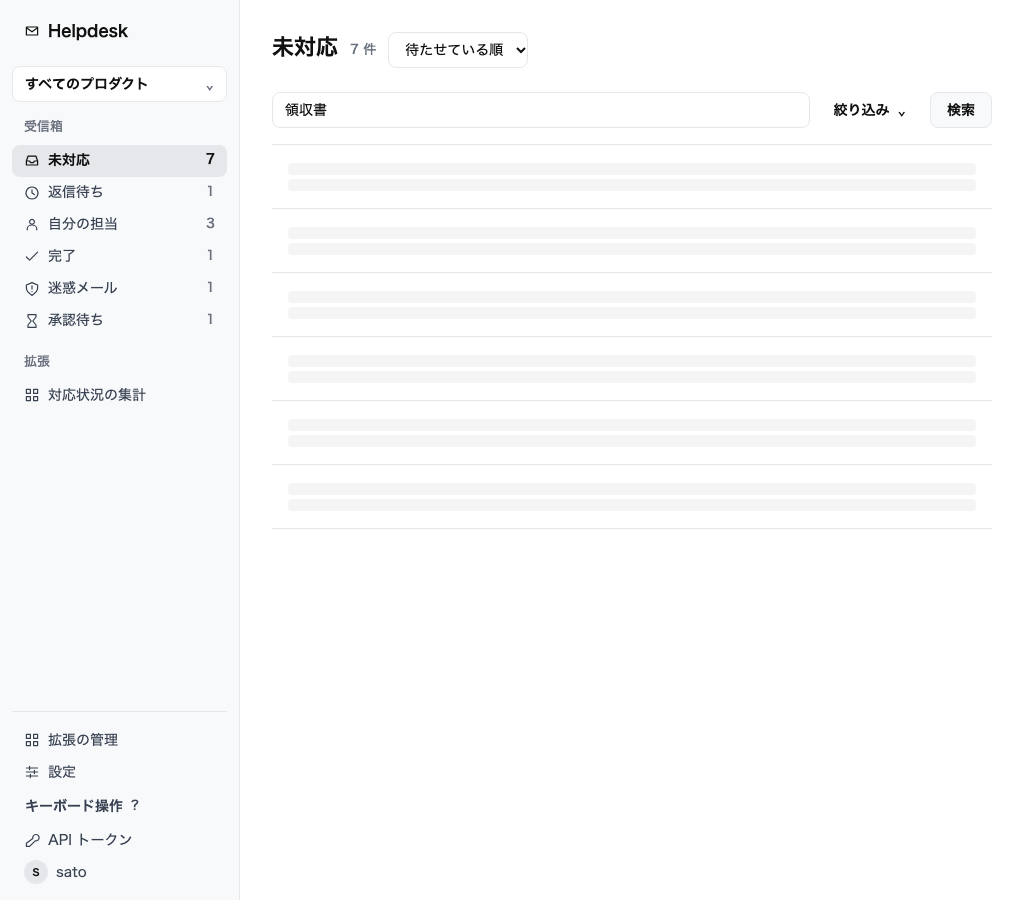 Helpdesk
すべてのプロダクト
受信箱
未対応 7
返信待ち 1
自分の担当 3
完了 1
迷惑メール 1
承認待ち 1
拡張
対応状況の集計
拡張の管理
設定
キーボード操作 ?
API トークン
S sato
未対応 7 件 待たせている順
領収書 絞り込み 検索